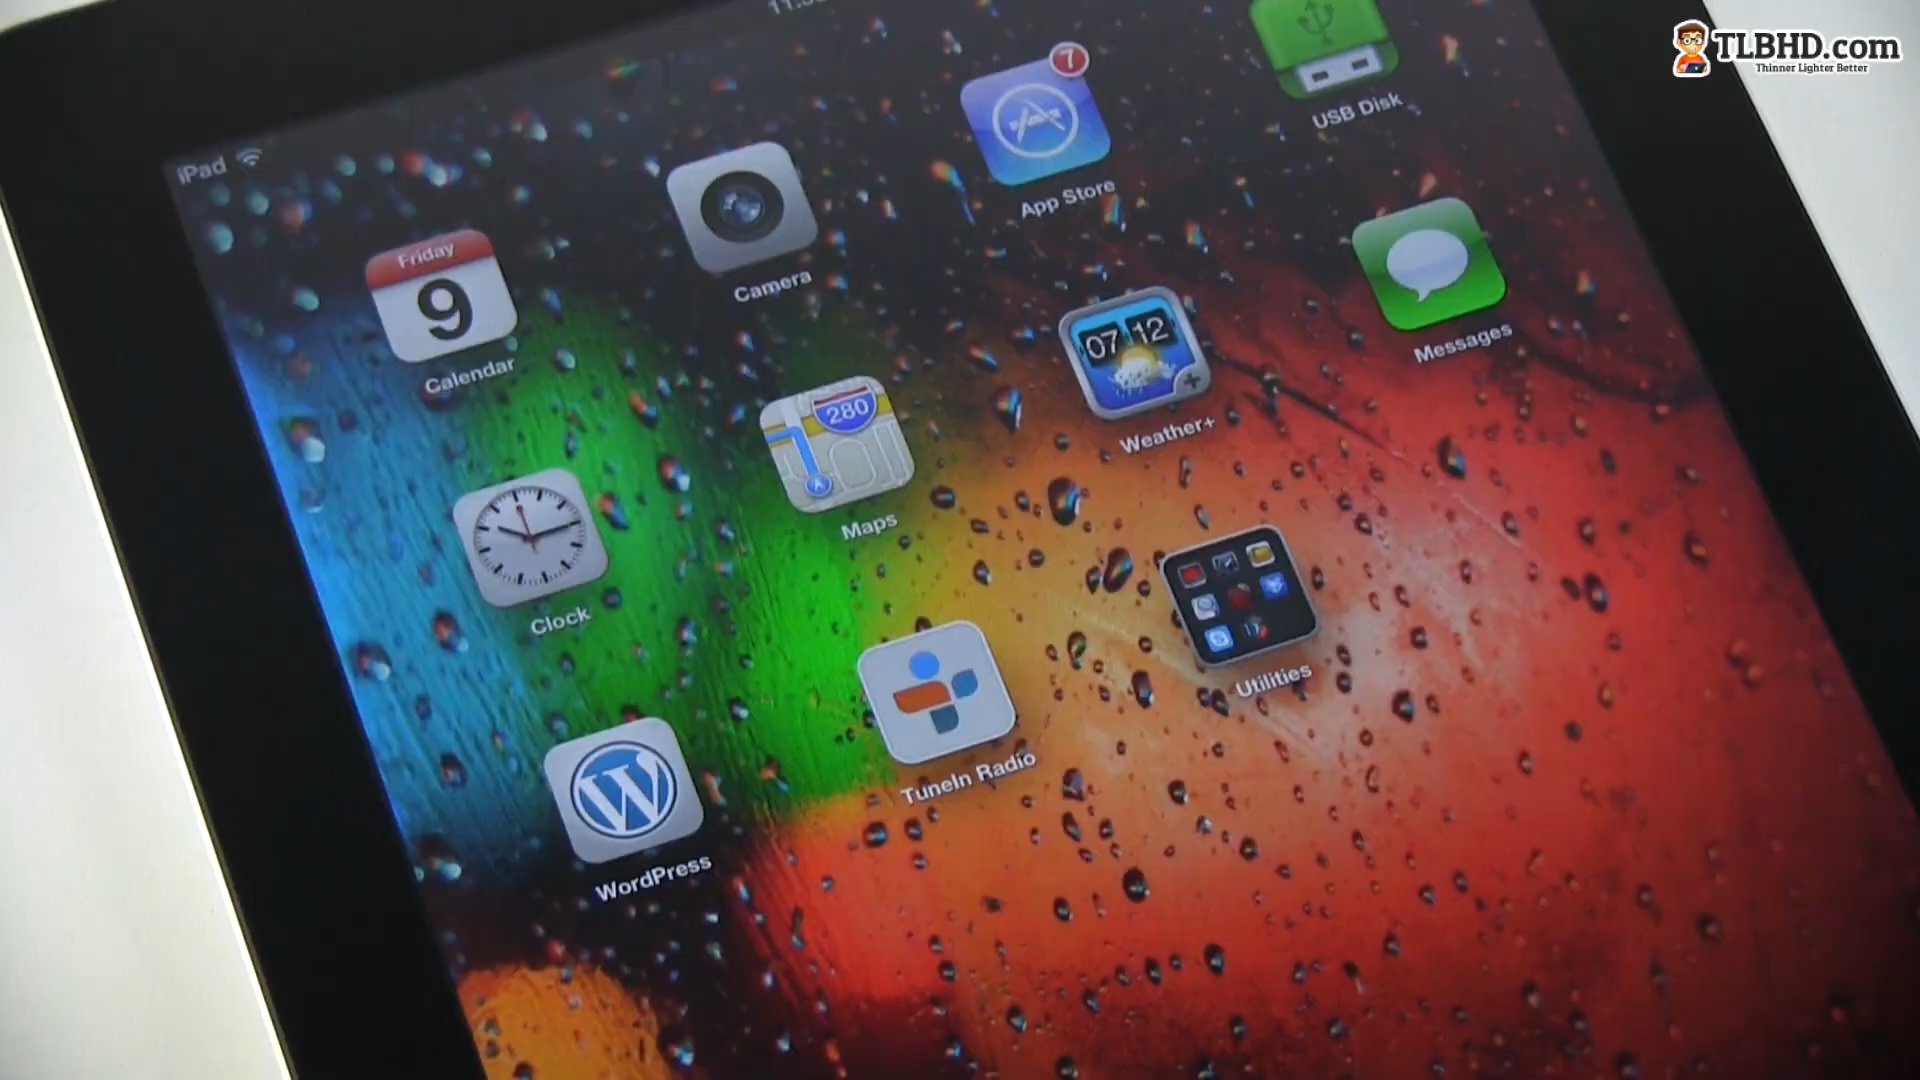 TLBHD.com
Thinner Lighter Better
iPad
7
USB Disk
App Store
Friday
9
Calendar
Camera
Messages
07 12
Weather+
280
Maps
Clock
Utilities
TuneIn Radio
W
WordPress